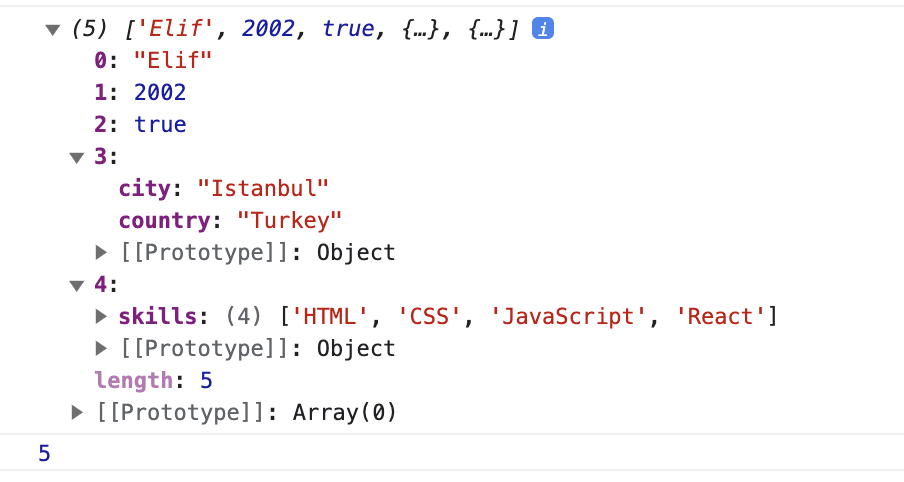 (5) ['Elif', 2002, true, {…}, {…}] i
0: "Elif"
1: 2002
2: true
3:
city: "Istanbul"
country: "Turkey"
[[Prototype]]: Object
4:
skills: (4) ['HTML', 'CSS', 'JavaScript', 'React']
[[Prototype]]: Object
length: 5
[[Prototype]]: Array(0)
5